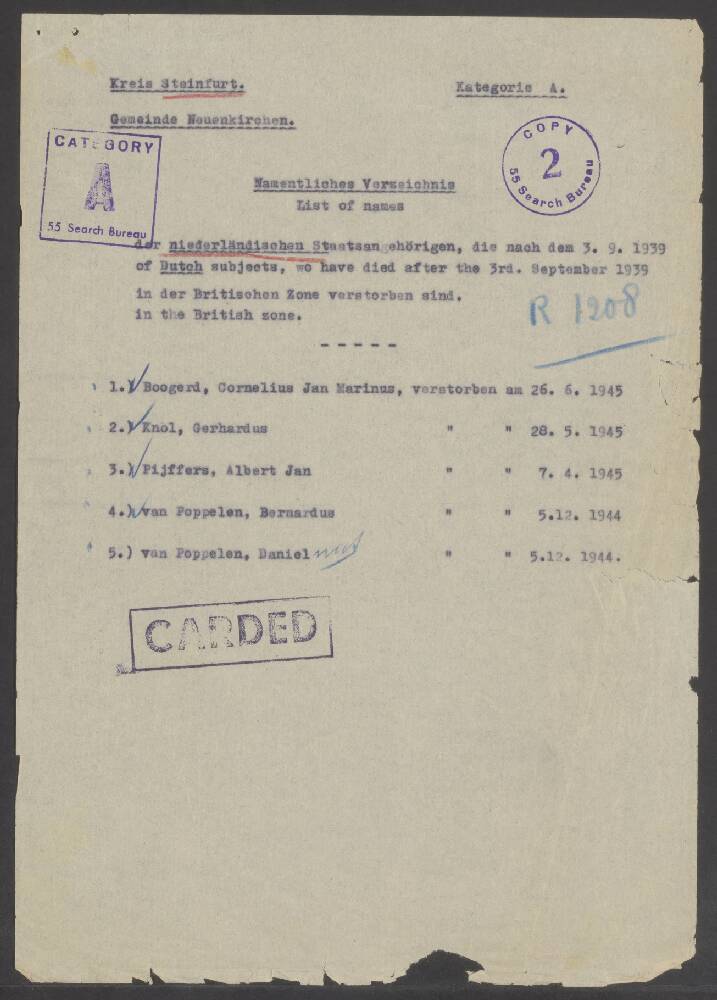 Kreis Steinfurt.
Kategorie A.
Gemeinde Neuenkirchen.
CATEGORY
A
55 Search Bureau
COPY
2
55 Search Bureau
Namentliches Verzeichnis
List of names
der niederländischen Staatsangehörigen, die nach dem 3. 9. 1939
of Dutch subjects, wo have died after the 3rd. September 1939
in der Britischen Zone verstorben sind.
in the British zone.
R 1208
- - - - -
1.) Boogerd, Cornelius Jan Marinus, verstorben am 26. 6. 1945
2.) Knol, Gerhardus " " 28. 5. 1945
3.) Pijffers, Albert Jan " " 7. 4. 1945
4.) van Poppelen, Bernardus " " 5.12. 1944
5.) van Poppelen, Daniel " " 5.12. 1944.
CARDED